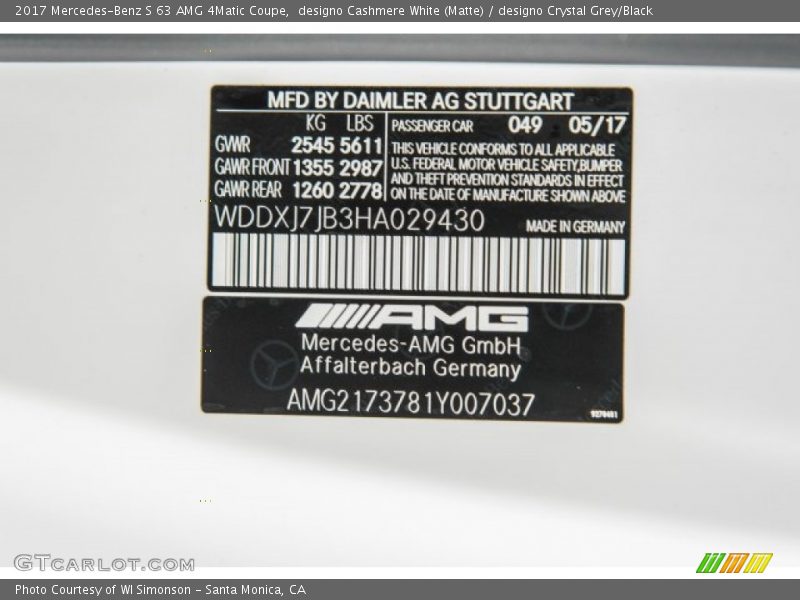 2017 Mercedes-Benz S 63 AMG 4Matic Coupe, designo Cashmere White (Matte) / designo Crystal Grey/Black
MFD BY DAIMLER AG STUTTGART
KG LBS
GVWR 2545 5611
GAWR FRONT 1355 2987
GAWR REAR 1260 2778
PASSENGER CAR 049 05/17
THIS VEHICLE CONFORMS TO ALL APPLICABLE
U.S. FEDERAL MOTOR VEHICLE SAFETY, BUMPER
AND THEFT PREVENTION STANDARDS IN EFFECT
ON THE DATE OF MANUFACTURE SHOWN ABOVE
WDDXJ7JB3HA029430 MADE IN GERMANY
AMG
Mercedes-AMG GmbH
Affalterbach Germany
AMG2173781Y007037
GTCARLOT.COM
Photo Courtesy of WI Simonson - Santa Monica, CA